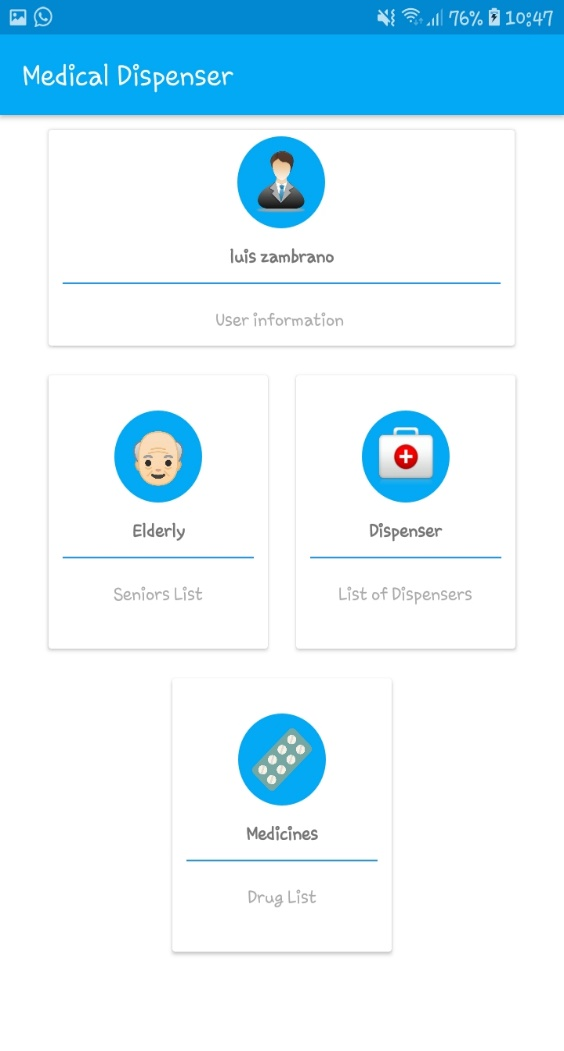 76% 10:47
Medical Dispenser
luis zambrano
User information
Elderly
Seniors List
Dispenser
List of Dispensers
Medicines
Drug List